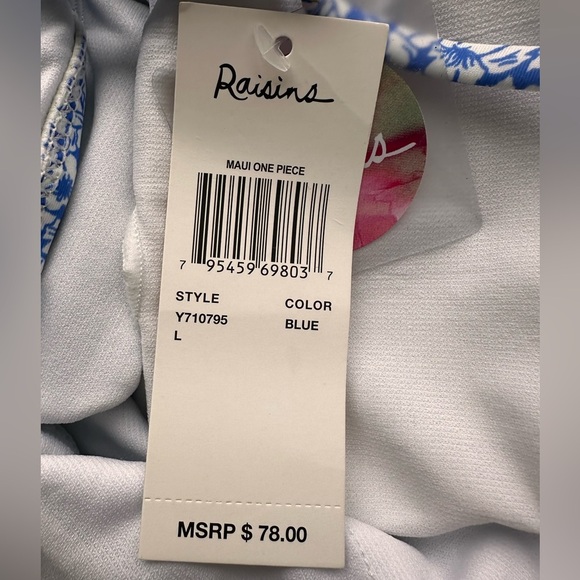 Raisins
MAUI ONE PIECE
7 95459 69803 7
STYLE COLOR
Y710795 BLUE
L
MSRP $ 78.00